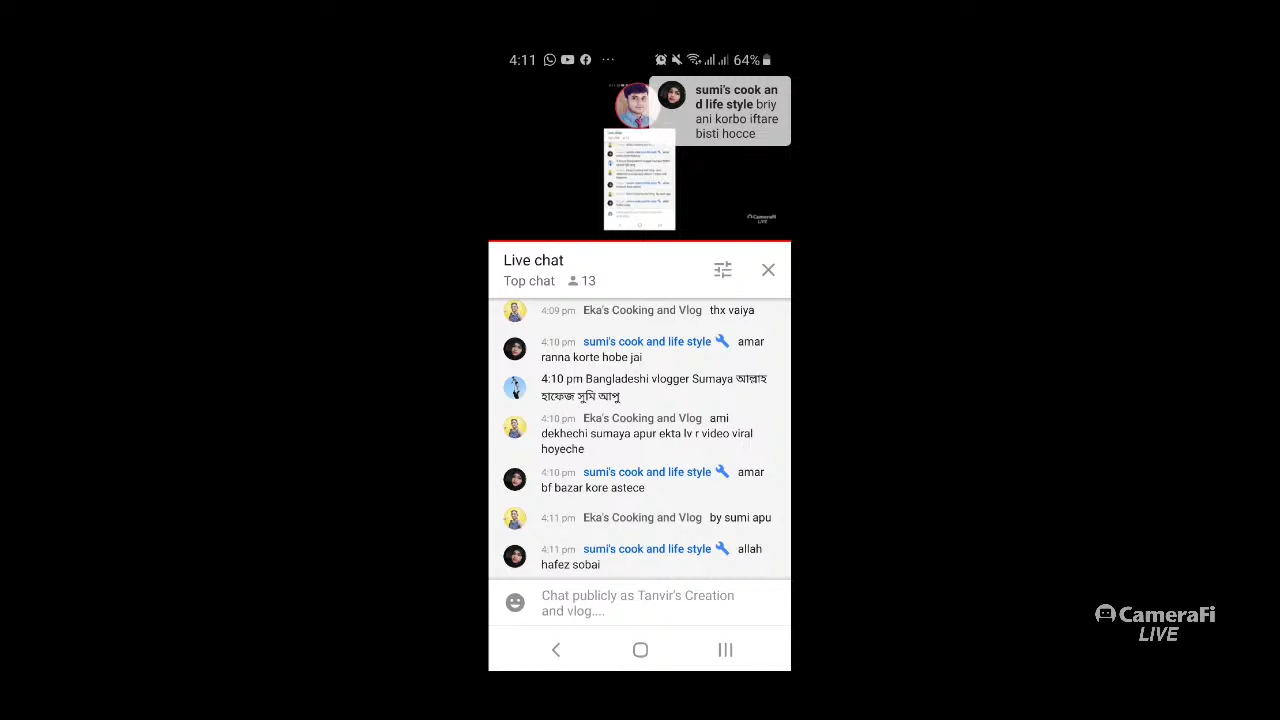 4:11 64%
sumi's cook an
d life style briy
ani korbo iftare
bisti hocce
CameraFi
LIVE
Live chat
Top chat 13
4:09 pm Eka's Cooking and Vlog thx vaiya
4:10 pm sumi's cook and life style amar
ranna korte hobe jai
4:10 pm Bangladeshi vlogger Sumaya আল্লাহ
হাফেজ সুমি আপু
4:10 pm Eka's Cooking and Vlog ami
dekhechi sumaya apur ekta lv r video viral
hoyeche
4:10 pm sumi's cook and life style amar
bf bazar kore astece
4:11 pm Eka's Cooking and Vlog by sumi apu
4:11 pm sumi's cook and life style allah
hafez sobai
Chat publicly as Tanvir's Creation
and vlog....
CameraFi
LIVE